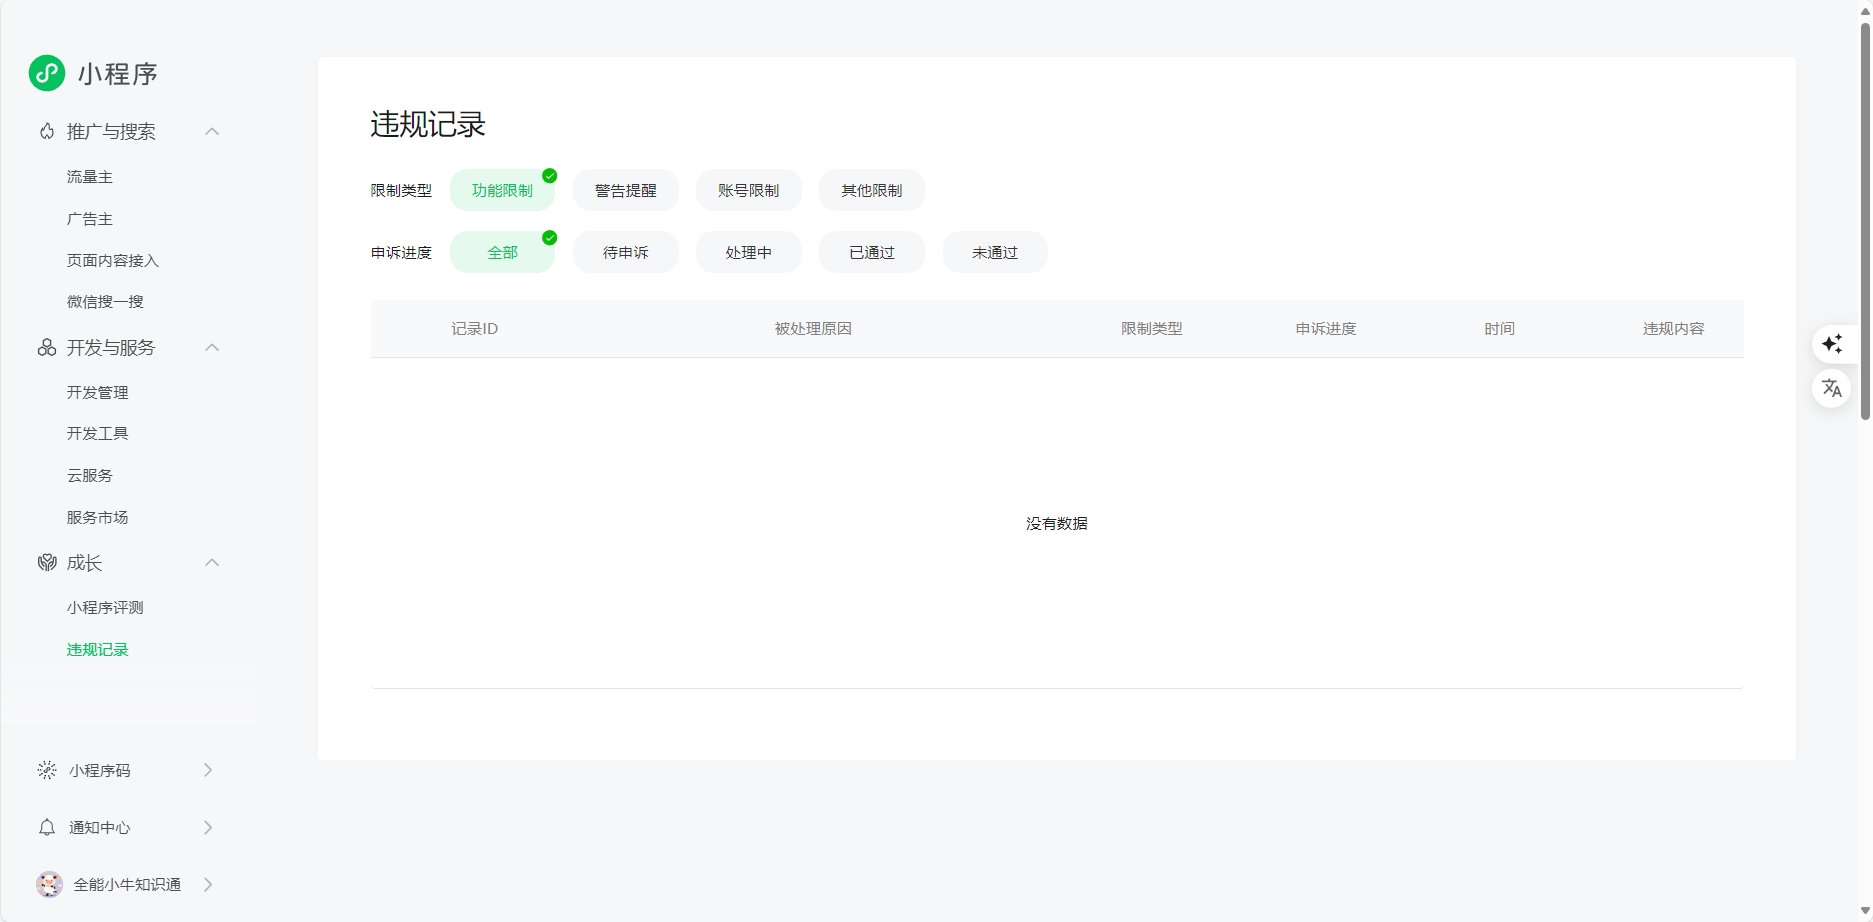 小程序
推广与搜索
流量主
广告主
页面内容接入
微信搜一搜
开发与服务
开发管理
开发工具
云服务
服务市场
成长
小程序评测
违规记录
小程序码
通知中心
全能小牛知识通
违规记录
限制类型 功能限制 警告提醒 账号限制 其他限制
申诉进度 全部 待申诉 处理中 已通过 未通过
记录ID 被处理原因 限制类型 申诉进度 时间 违规内容
没有数据